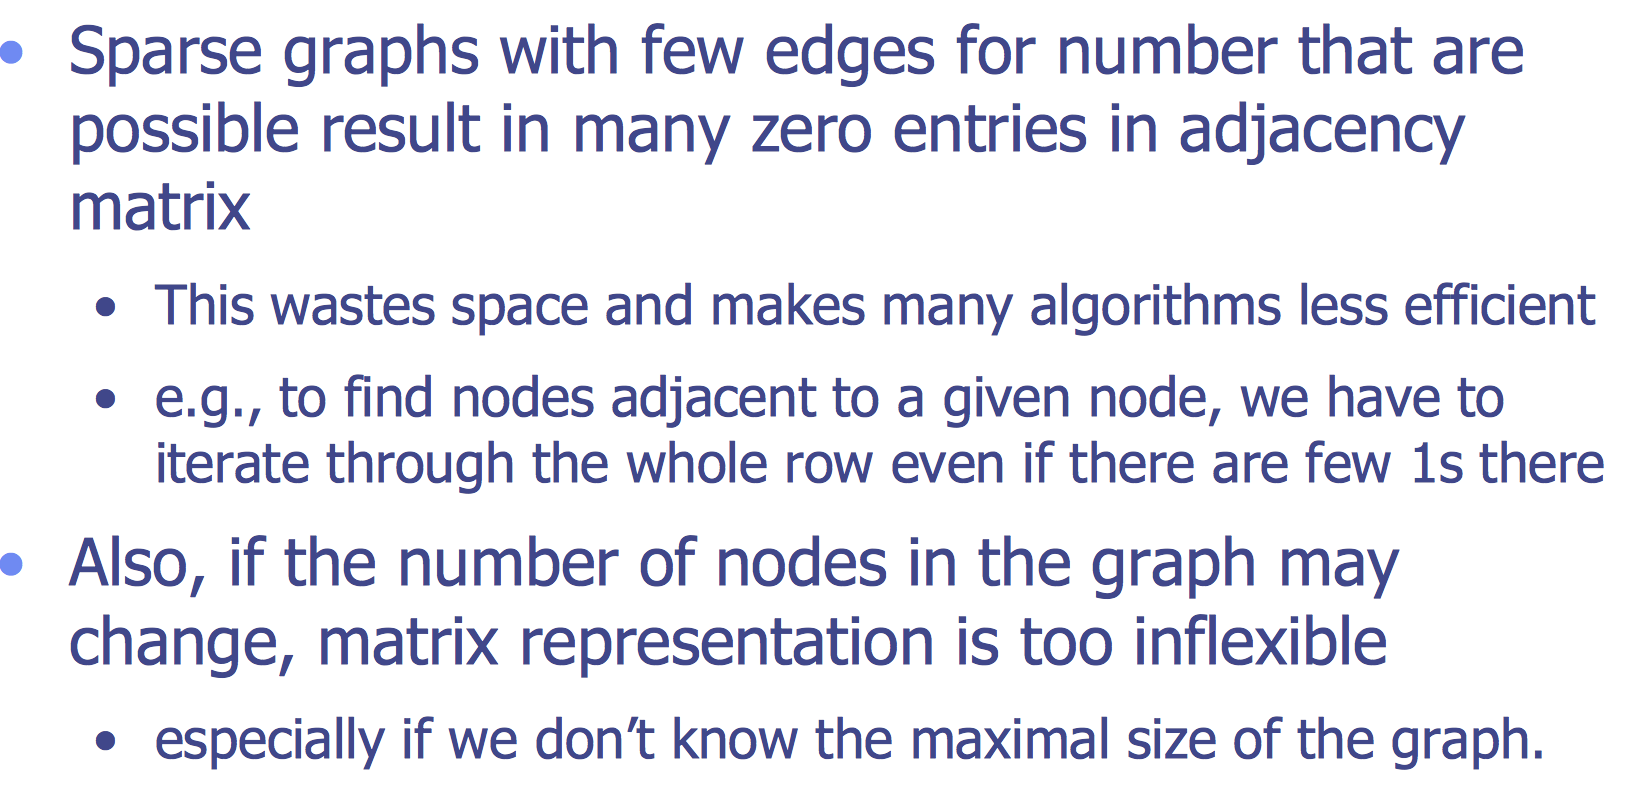 • Sparse graphs with few edges for number that are
possible result in many zero entries in adjacency
matrix
• This wastes space and makes many algorithms less efficient
• e.g., to find nodes adjacent to a given node, we have to
iterate through the whole row even if there are few 1s there
• Also, if the number of nodes in the graph may
change, matrix representation is too inflexible
• especially if we don’t know the maximal size of the graph.